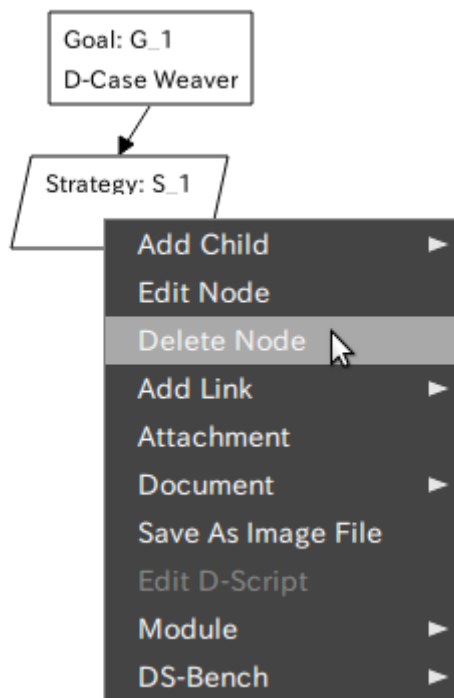 Goal: G_1
D-Case Weaver
Strategy: S_1
Add Child
Edit Node
Delete Node
Add Link
Attachment
Document
Save As Image File
Edit D-Script
Module
DS-Bench